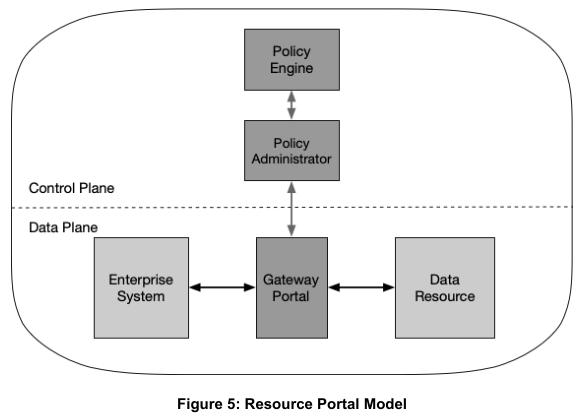 Policy
Engine
Policy
Administrator
Control Plane
Data Plane
Enterprise
System
Gateway
Portal
Data
Resource
Figure 5: Resource Portal Model